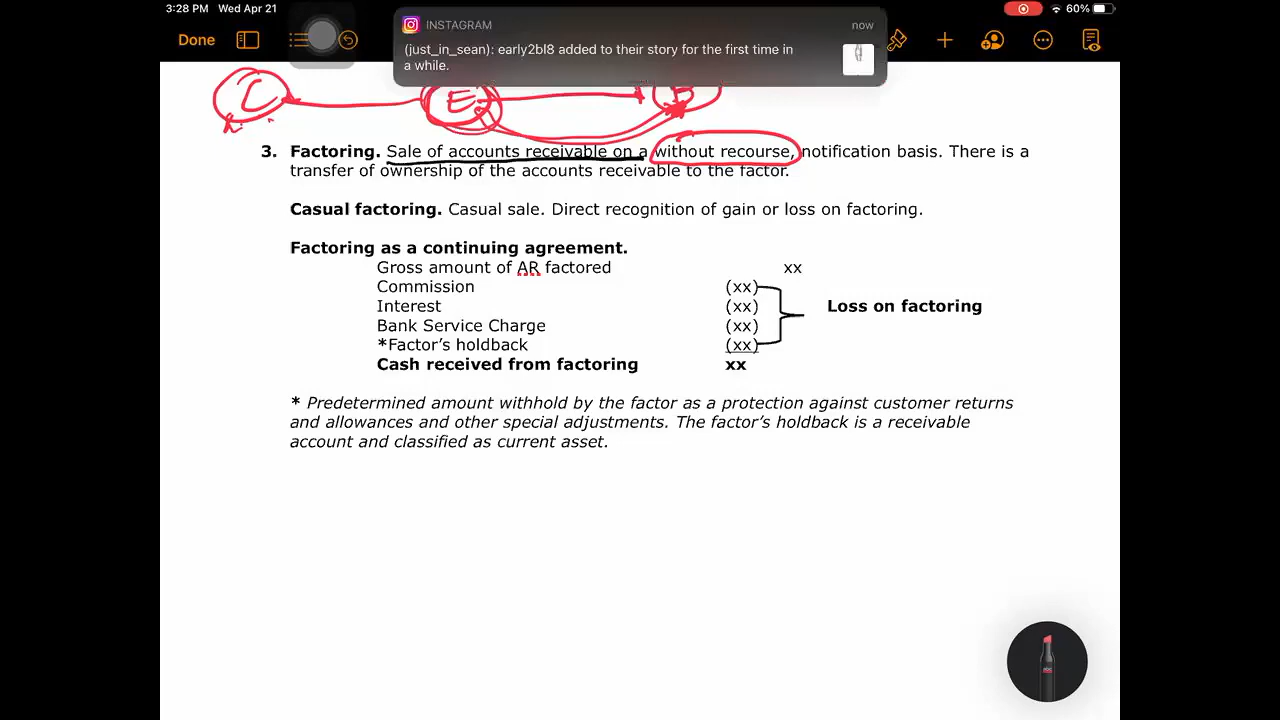 3:28 PM Wed Apr 21
60%
INSTAGRAM
now
(just_in_sean): early2bl8 added to their story for the first time in
a while.
Done
C
E
B
3. Factoring. Sale of accounts receivable on a without recourse, notification basis. There is a
transfer of ownership of the accounts receivable to the factor.
Casual factoring. Casual sale. Direct recognition of gain or loss on factoring.
Factoring as a continuing agreement.
Gross amount of AR factored xx
Commission (xx)
Interest (xx) Loss on factoring
Bank Service Charge (xx)
*Factor's holdback (xx)
Cash received from factoring xx
* Predetermined amount withhold by the factor as a protection against customer returns
and allowances and other special adjustments. The factor's holdback is a receivable
account and classified as current asset.